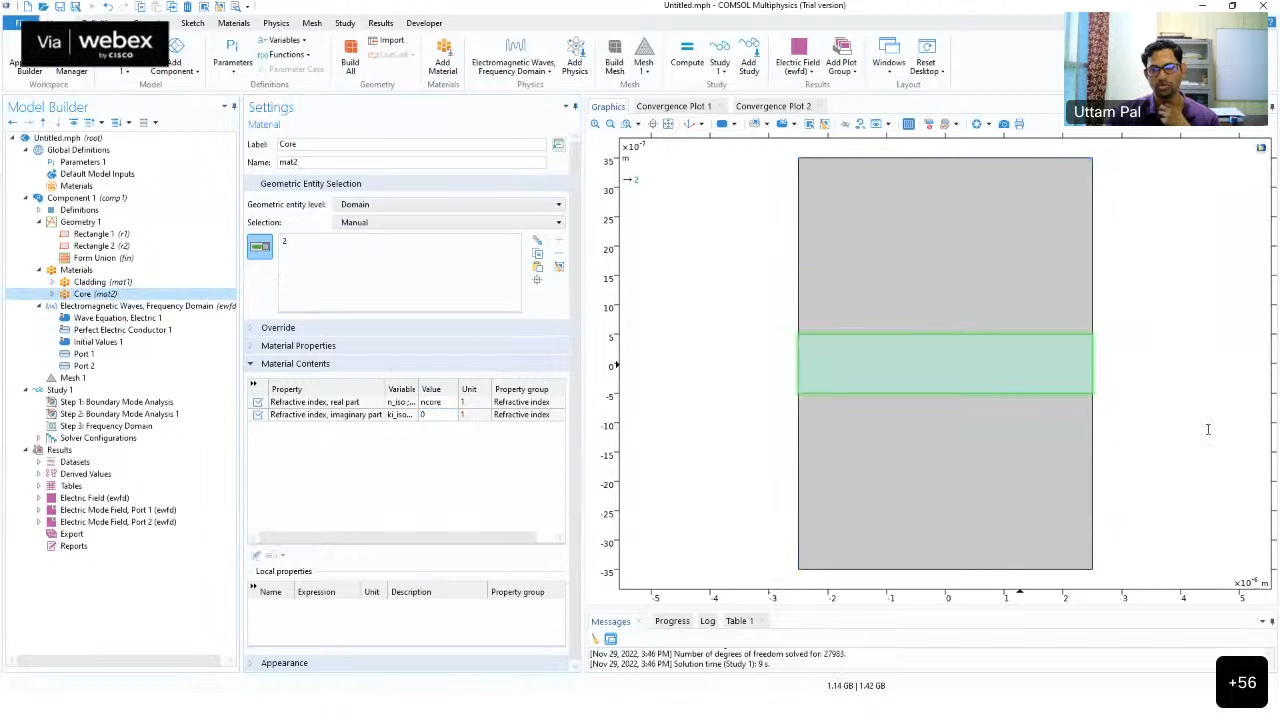 Untitled.mph - COMSOL Multiphysics (Trial version)
Via webex
by CISCO
Sketch Materials Physics Mesh Study Results Developer
Builder
Manager
Component
1
Model
Workspace
Pi
Parameters
1
Variables
Functions
Parameter Case
Definitions
Build
All
Import
LiveLink
Geometry
Add
Material
Materials
Electromagnetic Waves,
Frequency Domain
Add
Physics
Physics
Build
Mesh
Mesh
1
Mesh
Compute
Study
1
Add
Study
Study
Electric Field
(ewfd)
Add Plot
Group
Results
Windows
Reset
Desktop
Layout
Uttam Pal
Model Builder
Untitled.mph (root)
Global Definitions
Parameters 1
Default Model Inputs
Materials
Component 1 (comp1)
Definitions
Geometry 1
Rectangle 1 (r1)
Rectangle 2 (r2)
Form Union (fin)
Materials
Cladding (mat1)
Core (mat2)
Electromagnetic Waves, Frequency Domain (ewfd
Wave Equation, Electric 1
Perfect Electric Conductor 1
Initial Values 1
Port 1
Port 2
Mesh 1
Study 1
Step 1: Boundary Mode Analysis
Step 2: Boundary Mode Analysis 1
Step 3: Frequency Domain
Solver Configurations
Results
Datasets
Derived Values
Tables
Electric Field (ewfd)
Electric Mode Field, Port 1 (ewfd)
Electric Mode Field, Port 2 (ewfd)
Export
Reports
Settings
Material
Label: Core
Name: mat2
Geometric Entity Selection
Geometric entity level: Domain
Selection: Manual
2
Override
Material Properties
Material Contents
Property Variable Value Unit Property group
Refractive index, real part n_iso ;... ncore 1 Refractive index
Refractive index, imaginary part ki_iso... 0 1 Refractive index
Local properties
Name Expression Unit Description Property group
Appearance
Graphics Convergence Plot 1 Convergence Plot 2
×10⁻⁷
m
→2
35
30
25
20
15
10
5
0
-5
-10
-15
-20
-25
-30
-35
×10⁻⁶ m
-5 -4 -3 -2 -1 0 1 2 3 4 5
Messages Progress Log Table 1
[Nov 29, 2022, 3:46 PM] Number of degrees of freedom solved for: 27983.
[Nov 29, 2022, 3:46 PM] Solution time (Study 1): 9 s.
1.14 GB | 1.42 GB
+56